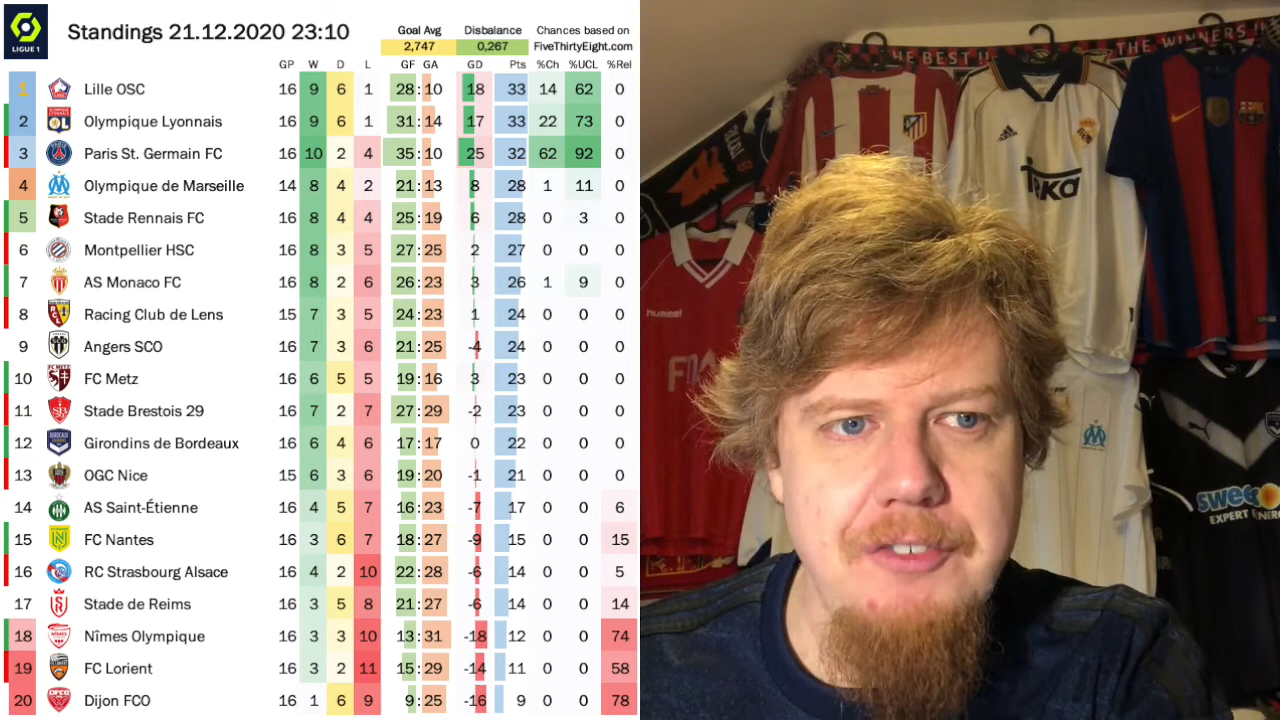 LIGUE 1
Standings 21.12.2020 23:10
Goal Avg Disbalance Chances based on
2,747 0,267 FiveThirtyEight.com
GP W D L GF GA GD Pts %Ch %UCL %Rel
1 Lille OSC 16 9 6 1 28:10 18 33 14 62 0
2 Olympique Lyonnais 16 9 6 1 31:14 17 33 22 73 0
3 Paris St. Germain FC 16 10 2 4 35:10 25 32 62 92 0
4 Olympique de Marseille 14 8 4 2 21:13 8 28 1 11 0
5 Stade Rennais FC 16 8 4 4 25:19 6 28 0 3 0
6 Montpellier HSC 16 8 3 5 27:25 2 27 0 0 0
7 AS Monaco FC 16 8 2 6 26:23 3 26 1 9 0
8 Racing Club de Lens 15 7 3 5 24:23 1 24 0 0 0
9 Angers SCO 16 7 3 6 21:25 -4 24 0 0 0
10 FC Metz 16 6 5 5 19:16 3 23 0 0 0
11 Stade Brestois 29 16 7 2 7 27:29 -2 23 0 0 0
12 Girondins de Bordeaux 16 6 4 6 17:17 0 22 0 0 0
13 OGC Nice 15 6 3 6 19:20 -1 21 0 0 0
14 AS Saint-Étienne 16 4 5 7 16:23 -7 17 0 0 6
15 FC Nantes 16 3 6 7 18:27 -9 15 0 0 15
16 RC Strasbourg Alsace 16 4 2 10 22:28 -6 14 0 0 5
17 Stade de Reims 16 3 5 8 21:27 -6 14 0 0 14
18 Nîmes Olympique 16 3 3 10 13:31 -18 12 0 0 74
19 FC Lorient 16 3 2 11 15:29 -14 11 0 0 58
20 Dijon FCO 16 1 6 9 9:25 -16 9 0 0 78
THE BEST !!
THE WINNERS
Teka
hummel
EXPERT ENER